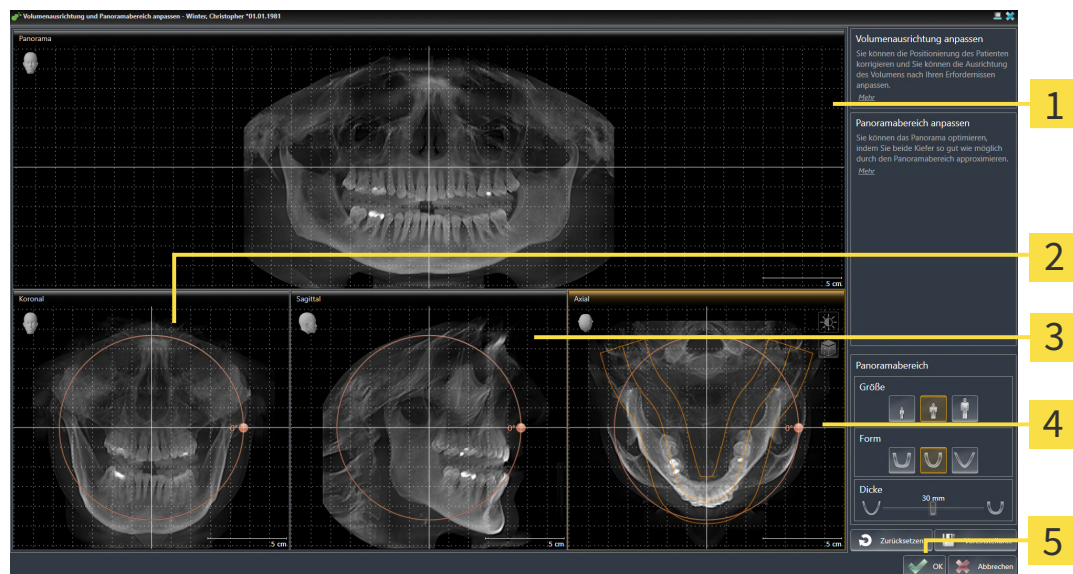 Volumenausrichtung und Panoramabereich anpassen - Winter, Christopher *01.01.1981
Panorama
5 cm
Koronal
0°
5 cm
Sagittal
0°
5 cm
Axial
0°
5 cm
Volumenausrichtung anpassen
Sie können die Positionierung des Patienten
korrigieren und Sie können die Ausrichtung
des Volumens nach Ihren Erfordernissen
anpassen.
Mehr
Panoramabereich anpassen
Sie können das Panorama optimieren,
indem Sie beide Kiefer so gut wie möglich
durch den Panoramabereich approximieren.
Mehr
Panoramabereich
Größe
Form
Dicke
30 mm
Zurücksetzen
OK
Abbrechen
1
2
3
4
5